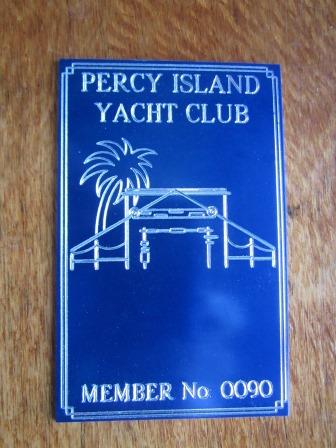 PERCY ISLAND
YACHT CLUB
MEMBER No 0090